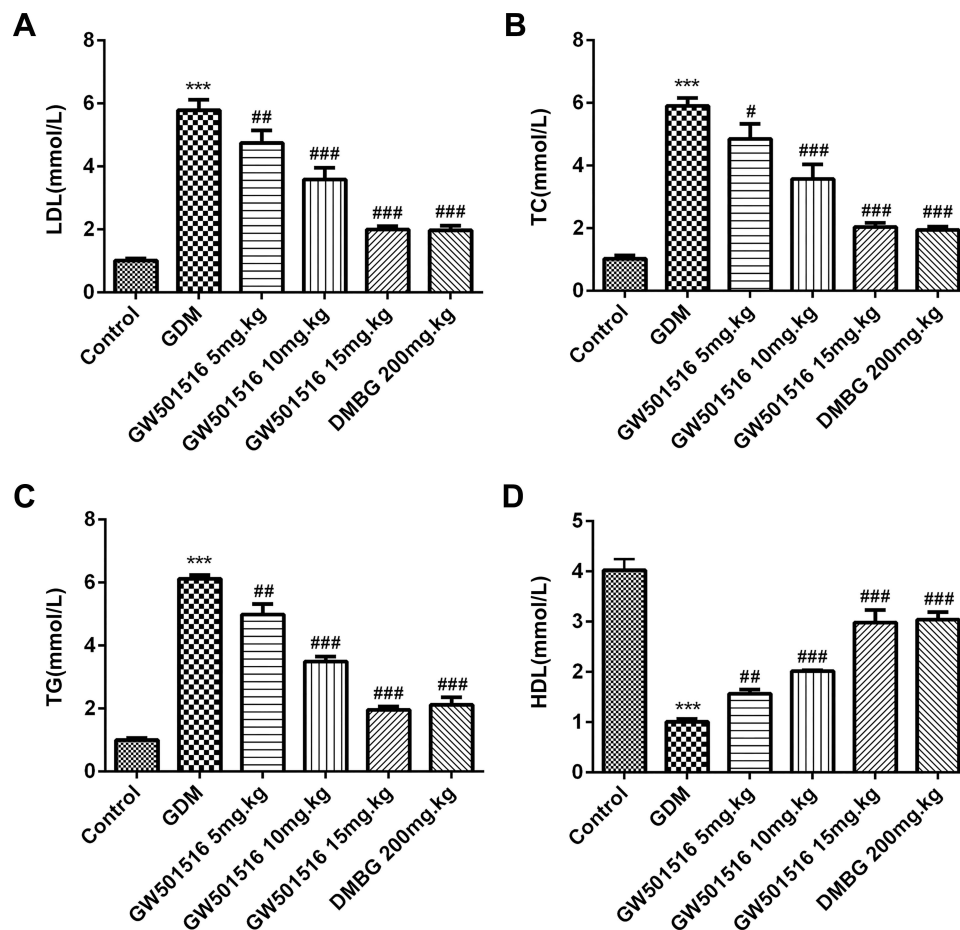 A
LDL(mmol/L)
8
6
4
2
0
***
##
###
###
###
Control
GDM
GW501516 5mg.kg
GW501516 10mg.kg
GW501516 15mg.kg
DMBG 200mg.kg
B
TC(mmol/L)
8
6
4
2
0
***
#
###
###
###
Control
GDM
GW501516 5mg.kg
GW501516 10mg.kg
GW501516 15mg.kg
DMBG 200mg.kg
C
TG(mmol/L)
8
6
4
2
0
***
##
###
###
###
Control
GDM
GW501516 5mg.kg
GW501516 10mg.kg
GW501516 15mg.kg
DMBG 200mg.kg
D
HDL(mmol/L)
5
4
3
2
1
0
***
##
###
###
###
Control
GDM
GW501516 5mg.kg
GW501516 10mg.kg
GW501516 15mg.kg
DMBG 200mg.kg